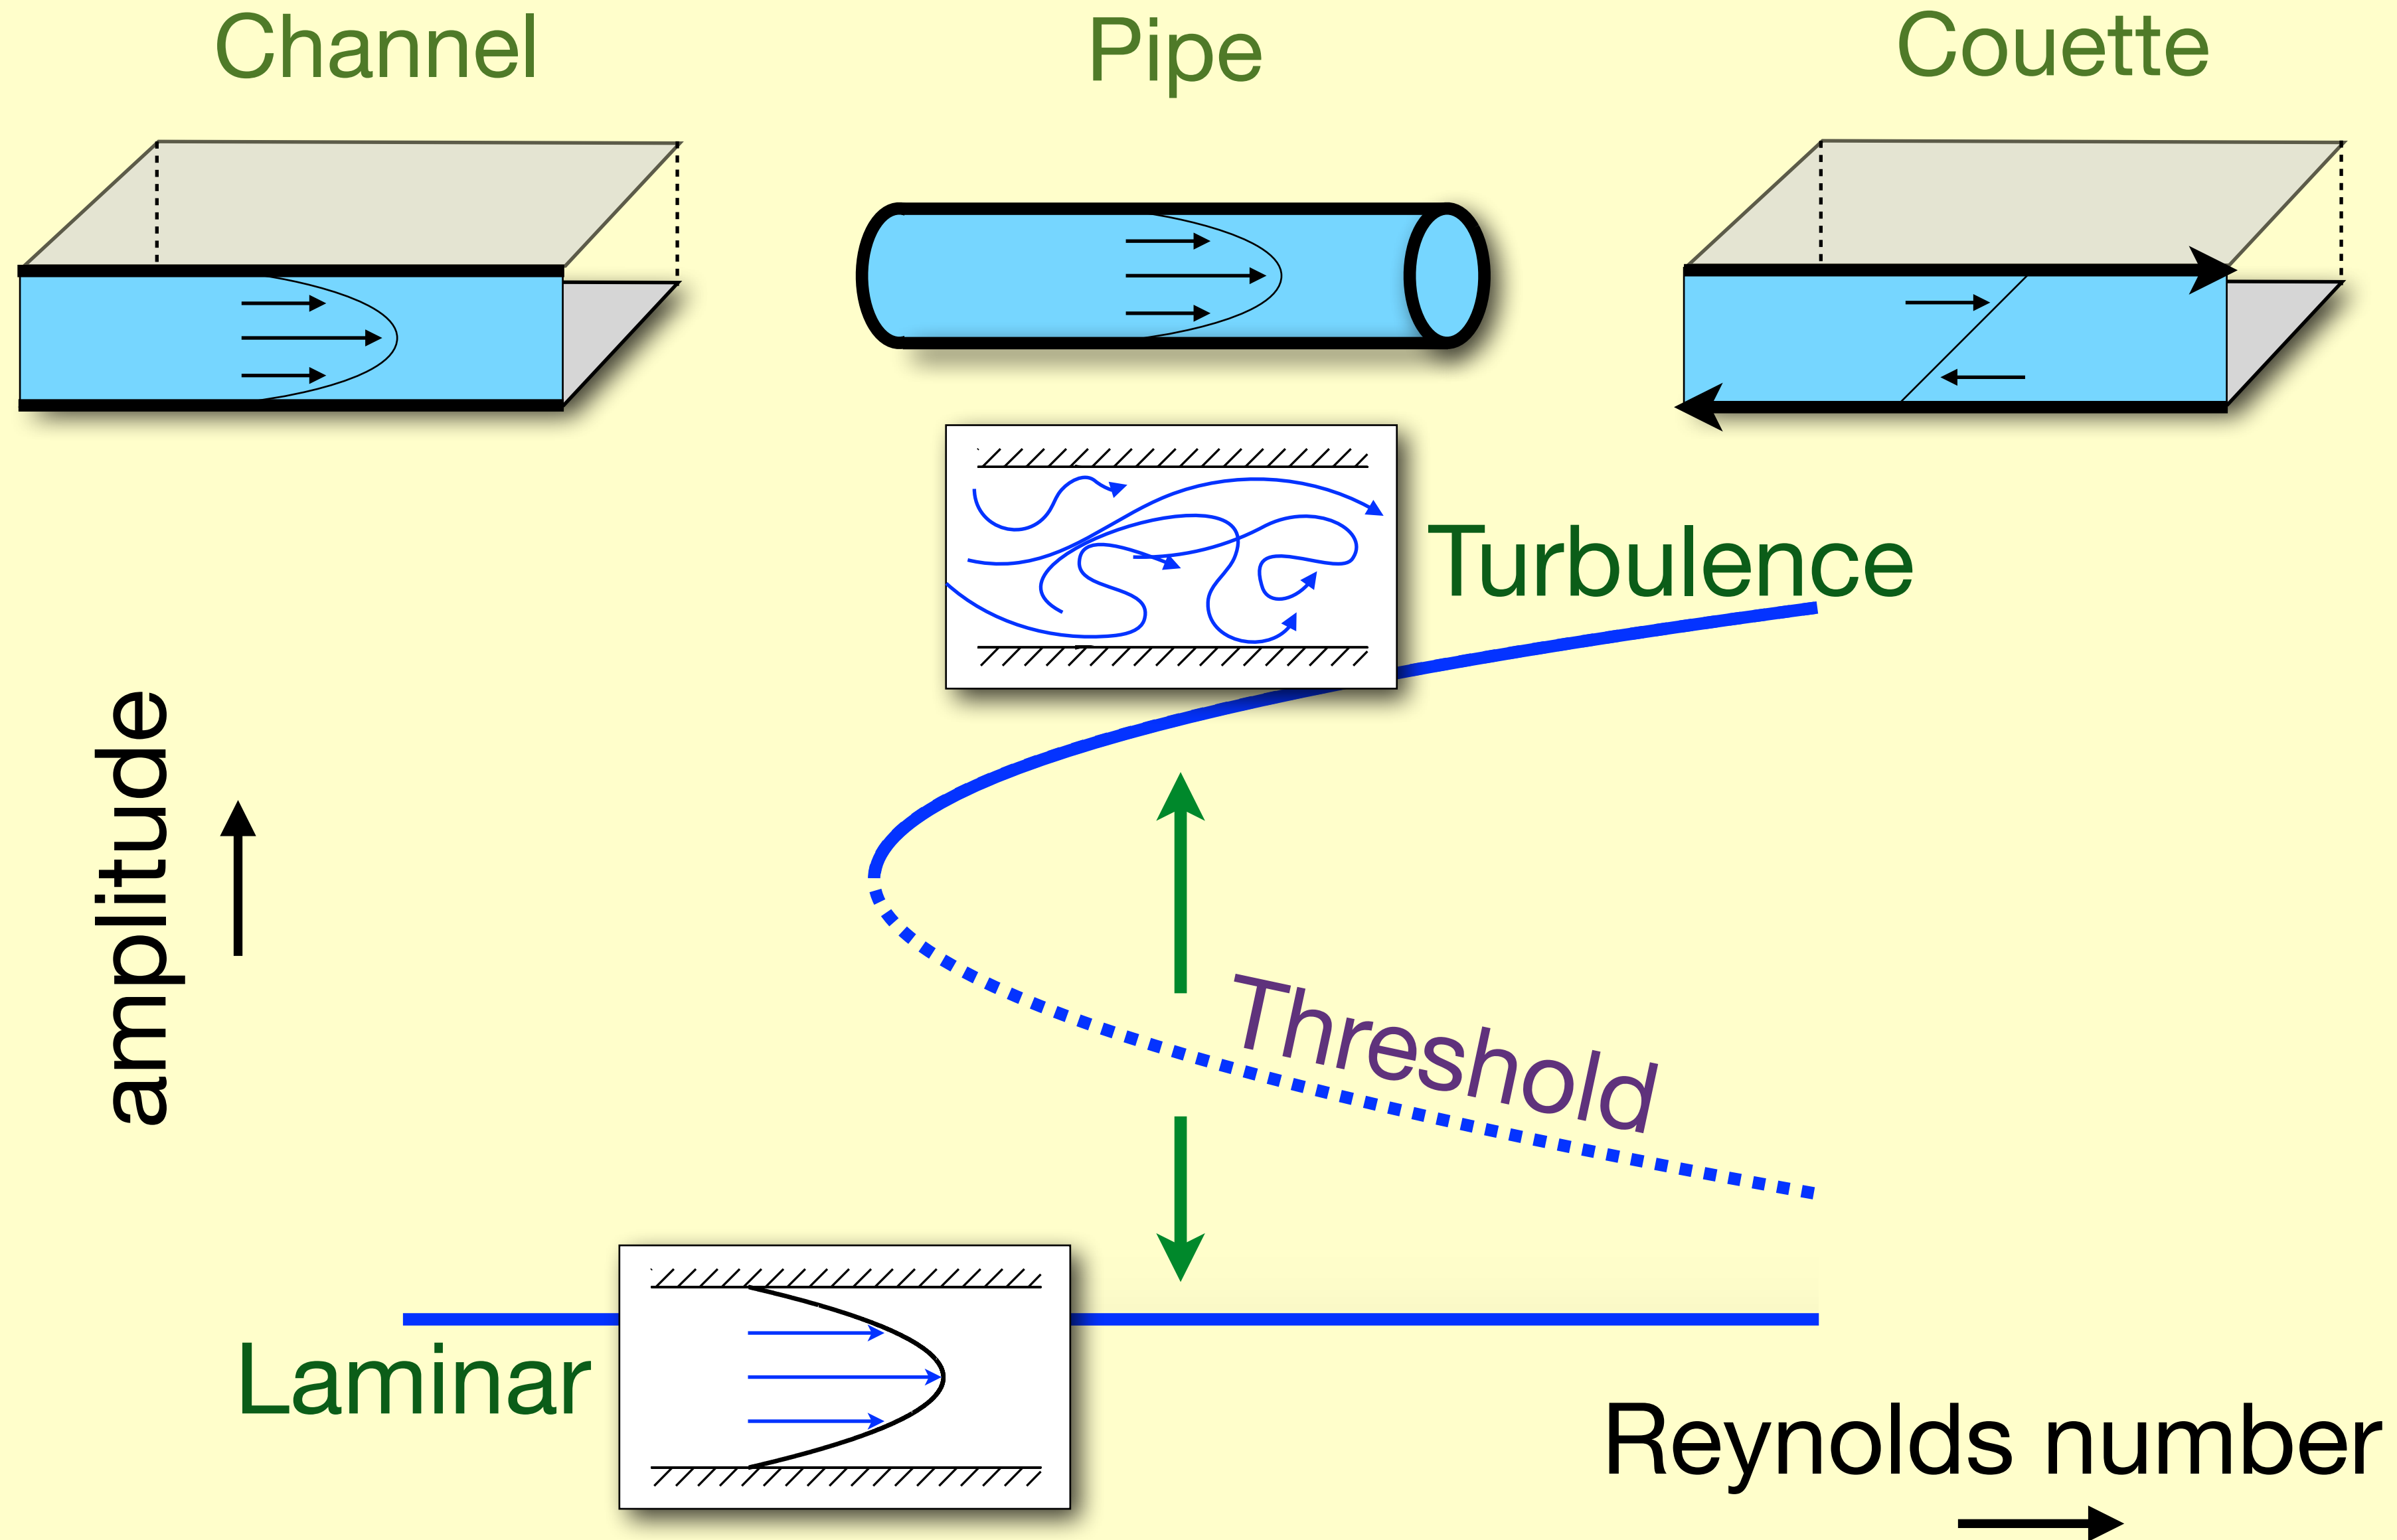 Channel
Pipe
Couette
Turbulence
amplitude
Threshold
Laminar
Reynolds number